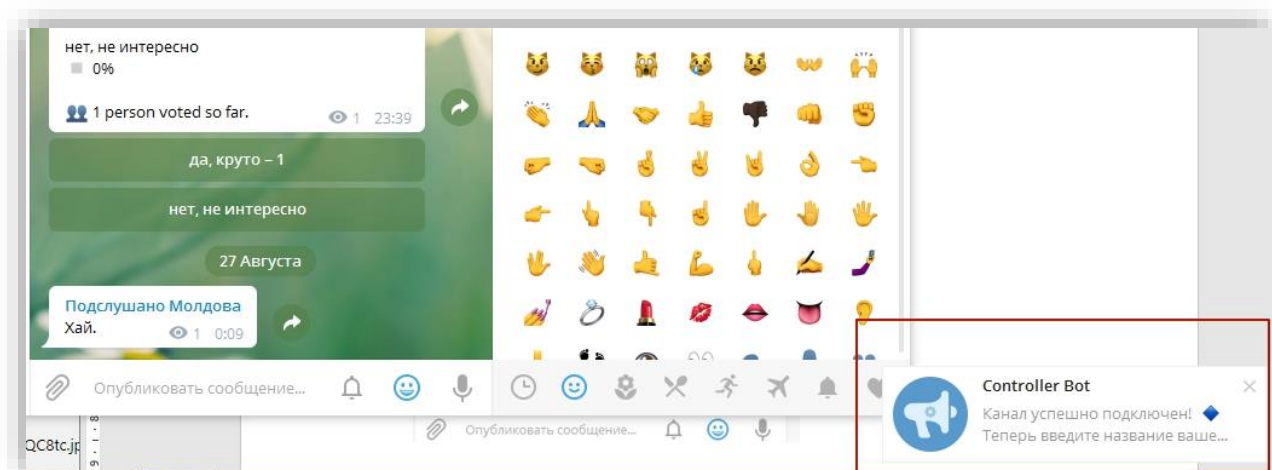 нет, не интересно
0%
1 person voted so far.
1 23:39
да, круто – 1
нет, не интересно
27 Августа
Подслушано Молдова
Хай.
1 0:09
Опубликовать сообщение...
Опубликовать сообщение...
QC8tc.jp
Controller Bot
Канал успешно подключен!
Теперь введите название ваше...